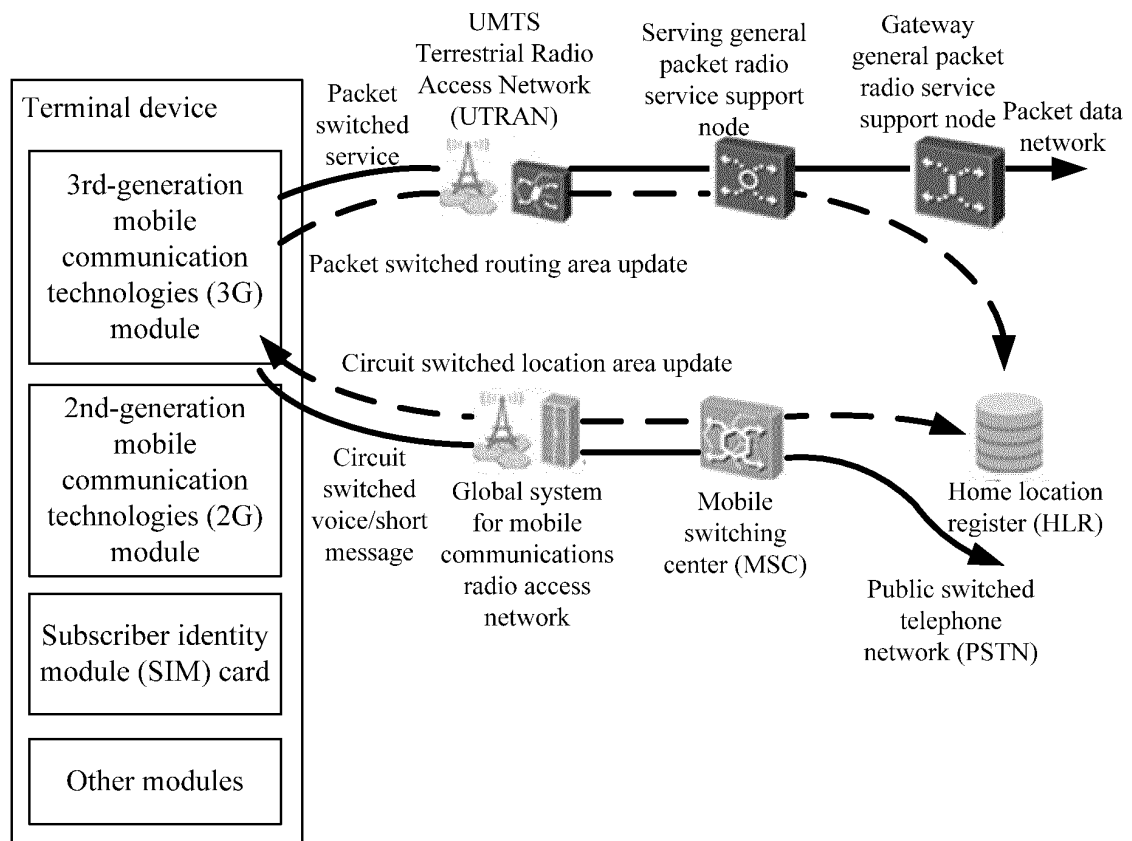 Terminal device
3rd-generation
mobile
communication
technologies (3G)
module
2nd-generation
mobile
communication
technologies (2G)
module
Subscriber identity
module (SIM) card
Other modules
Packet
switched
service
UMTS
Terrestrial Radio
Access Network
(UTRAN)
Serving general
packet radio
service support
node
Gateway
general packet
radio service
support node
Packet data
network
Packet switched routing area update
Circuit switched location area update
Circuit
switched
voice/short
message
Global system
for mobile
communications
radio access
network
Mobile
switching
center (MSC)
Home location
register (HLR)
Public switched
telephone
network (PSTN)